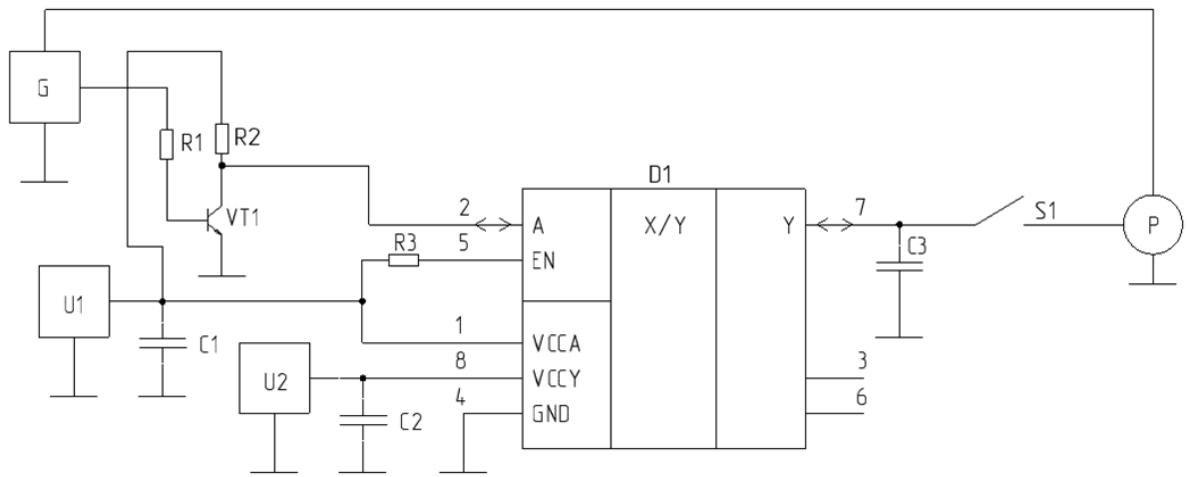 G
R1
R2
VT1
D1
2
A
X/Y
Y
7
S1
P
5
R3
EN
C3
U1
C1
1
VCCA
U2
8
VCCY
3
4
GND
6
C2